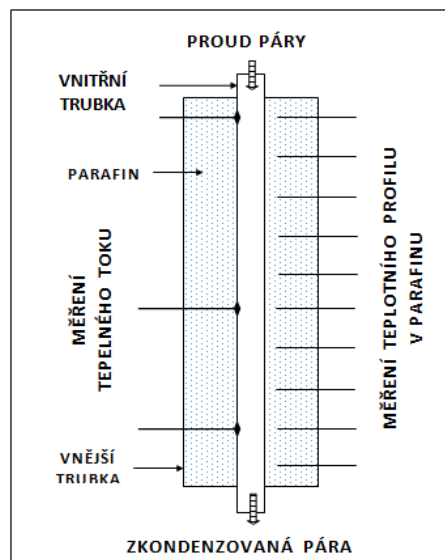 PROUD PÁRY
VNITŘNÍ
TRUBKA
PARAFIN
MĚŘENÍ
TEPELNÉHO TOKU
MĚŘENÍ TEPLOTNÍHO PROFILU
V PARAFINU
VNĚJŠÍ
TRUBKA
ZKONDENZOVANÁ PÁRA